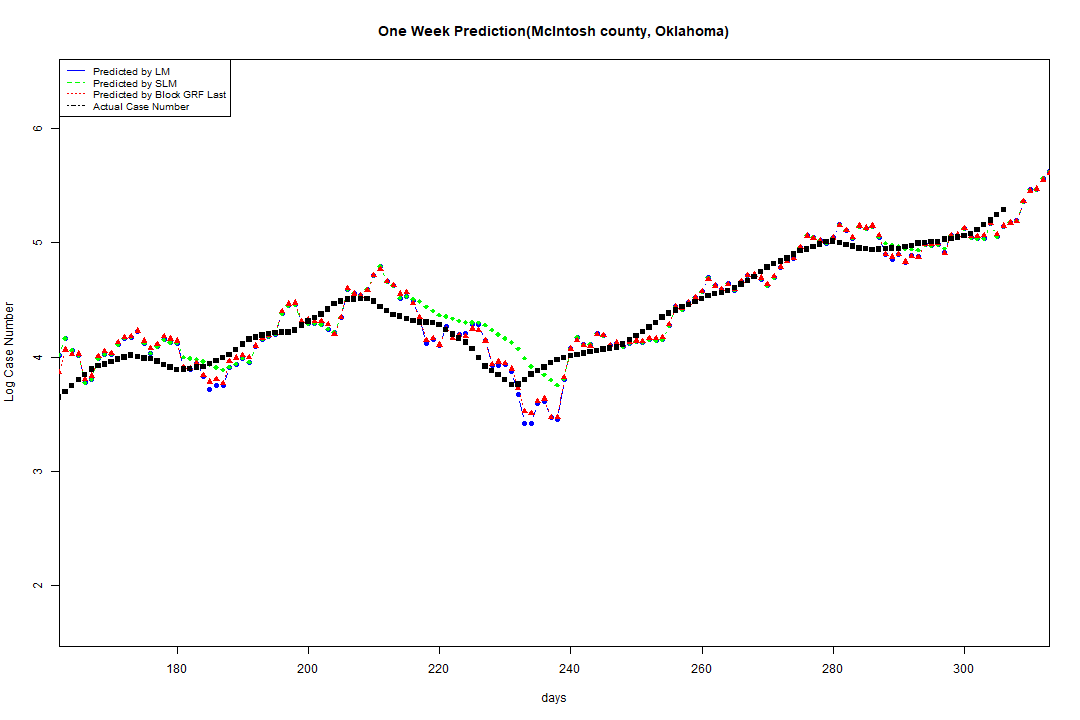 One Week Prediction(McIntosh county, Oklahoma)
Predicted by LM
Predicted by SLM
Predicted by Block GRF Last
Actual Case Number
6
5
4
3
2
Log Case Number
180 200 220 240 260 280 300
days